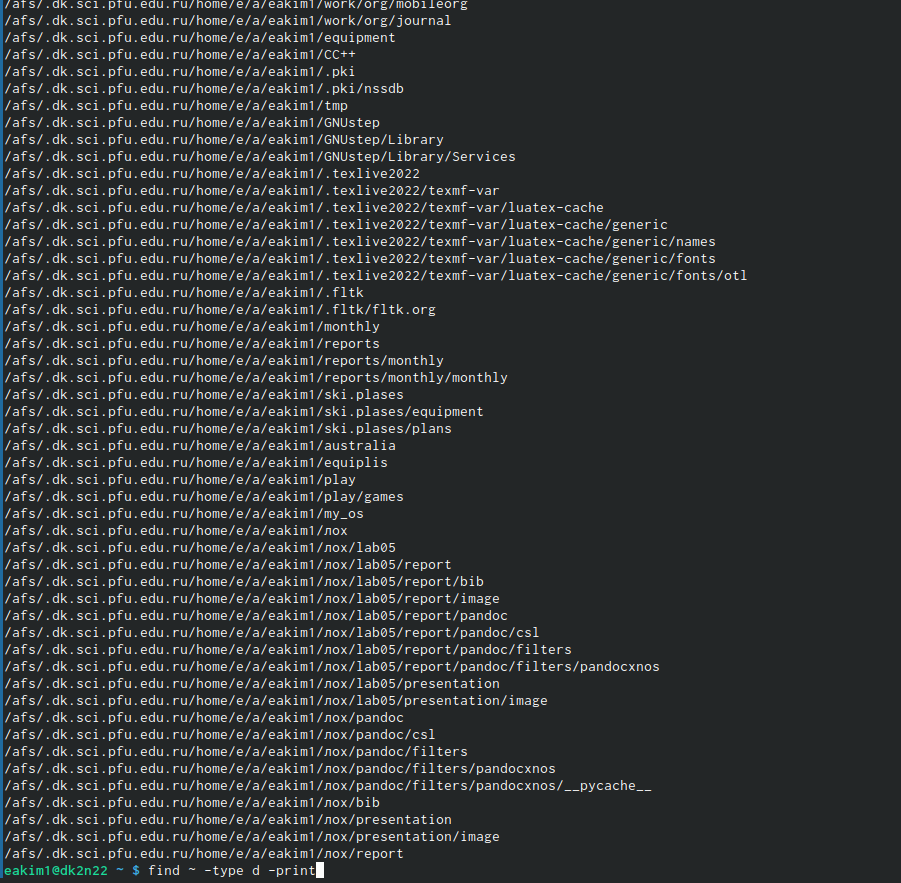 /afs/.dk.sci.pfu.edu.ru/home/e/a/eakim1/work/org/mobileorg
/afs/.dk.sci.pfu.edu.ru/home/e/a/eakim1/work/org/journal
/afs/.dk.sci.pfu.edu.ru/home/e/a/eakim1/equipment
/afs/.dk.sci.pfu.edu.ru/home/e/a/eakim1/CC++
/afs/.dk.sci.pfu.edu.ru/home/e/a/eakim1/.pki
/afs/.dk.sci.pfu.edu.ru/home/e/a/eakim1/.pki/nssdb
/afs/.dk.sci.pfu.edu.ru/home/e/a/eakim1/tmp
/afs/.dk.sci.pfu.edu.ru/home/e/a/eakim1/GNUstep
/afs/.dk.sci.pfu.edu.ru/home/e/a/eakim1/GNUstep/Library
/afs/.dk.sci.pfu.edu.ru/home/e/a/eakim1/GNUstep/Library/Services
/afs/.dk.sci.pfu.edu.ru/home/e/a/eakim1/.texlive2022
/afs/.dk.sci.pfu.edu.ru/home/e/a/eakim1/.texlive2022/texmf-var
/afs/.dk.sci.pfu.edu.ru/home/e/a/eakim1/.texlive2022/texmf-var/luatex-cache
/afs/.dk.sci.pfu.edu.ru/home/e/a/eakim1/.texlive2022/texmf-var/luatex-cache/generic
/afs/.dk.sci.pfu.edu.ru/home/e/a/eakim1/.texlive2022/texmf-var/luatex-cache/generic/names
/afs/.dk.sci.pfu.edu.ru/home/e/a/eakim1/.texlive2022/texmf-var/luatex-cache/generic/fonts
/afs/.dk.sci.pfu.edu.ru/home/e/a/eakim1/.texlive2022/texmf-var/luatex-cache/generic/fonts/otl
/afs/.dk.sci.pfu.edu.ru/home/e/a/eakim1/.fltk
/afs/.dk.sci.pfu.edu.ru/home/e/a/eakim1/.fltk/fltk.org
/afs/.dk.sci.pfu.edu.ru/home/e/a/eakim1/monthly
/afs/.dk.sci.pfu.edu.ru/home/e/a/eakim1/reports
/afs/.dk.sci.pfu.edu.ru/home/e/a/eakim1/reports/monthly
/afs/.dk.sci.pfu.edu.ru/home/e/a/eakim1/reports/monthly/monthly
/afs/.dk.sci.pfu.edu.ru/home/e/a/eakim1/ski.plases
/afs/.dk.sci.pfu.edu.ru/home/e/a/eakim1/ski.plases/equipment
/afs/.dk.sci.pfu.edu.ru/home/e/a/eakim1/ski.plases/plans
/afs/.dk.sci.pfu.edu.ru/home/e/a/eakim1/australia
/afs/.dk.sci.pfu.edu.ru/home/e/a/eakim1/equiplis
/afs/.dk.sci.pfu.edu.ru/home/e/a/eakim1/play
/afs/.dk.sci.pfu.edu.ru/home/e/a/eakim1/play/games
/afs/.dk.sci.pfu.edu.ru/home/e/a/eakim1/my_os
/afs/.dk.sci.pfu.edu.ru/home/e/a/eakim1/лох
/afs/.dk.sci.pfu.edu.ru/home/e/a/eakim1/лох/lab05
/afs/.dk.sci.pfu.edu.ru/home/e/a/eakim1/лох/lab05/report
/afs/.dk.sci.pfu.edu.ru/home/e/a/eakim1/лох/lab05/report/bib
/afs/.dk.sci.pfu.edu.ru/home/e/a/eakim1/лох/lab05/report/image
/afs/.dk.sci.pfu.edu.ru/home/e/a/eakim1/лох/lab05/report/pandoc
/afs/.dk.sci.pfu.edu.ru/home/e/a/eakim1/лох/lab05/report/pandoc/csl
/afs/.dk.sci.pfu.edu.ru/home/e/a/eakim1/лох/lab05/report/pandoc/filters
/afs/.dk.sci.pfu.edu.ru/home/e/a/eakim1/лох/lab05/report/pandoc/filters/pandocxnos
/afs/.dk.sci.pfu.edu.ru/home/e/a/eakim1/лох/lab05/presentation
/afs/.dk.sci.pfu.edu.ru/home/e/a/eakim1/лох/lab05/presentation/image
/afs/.dk.sci.pfu.edu.ru/home/e/a/eakim1/лох/pandoc
/afs/.dk.sci.pfu.edu.ru/home/e/a/eakim1/лох/pandoc/csl
/afs/.dk.sci.pfu.edu.ru/home/e/a/eakim1/лох/pandoc/filters
/afs/.dk.sci.pfu.edu.ru/home/e/a/eakim1/лох/pandoc/filters/pandocxnos
/afs/.dk.sci.pfu.edu.ru/home/e/a/eakim1/лох/pandoc/filters/pandocxnos/__pycache__
/afs/.dk.sci.pfu.edu.ru/home/e/a/eakim1/лох/bib
/afs/.dk.sci.pfu.edu.ru/home/e/a/eakim1/лох/presentation
/afs/.dk.sci.pfu.edu.ru/home/e/a/eakim1/лох/presentation/image
/afs/.dk.sci.pfu.edu.ru/home/e/a/eakim1/лох/report
eakim1@dk2n22 ~ $ find ~ -type d -print